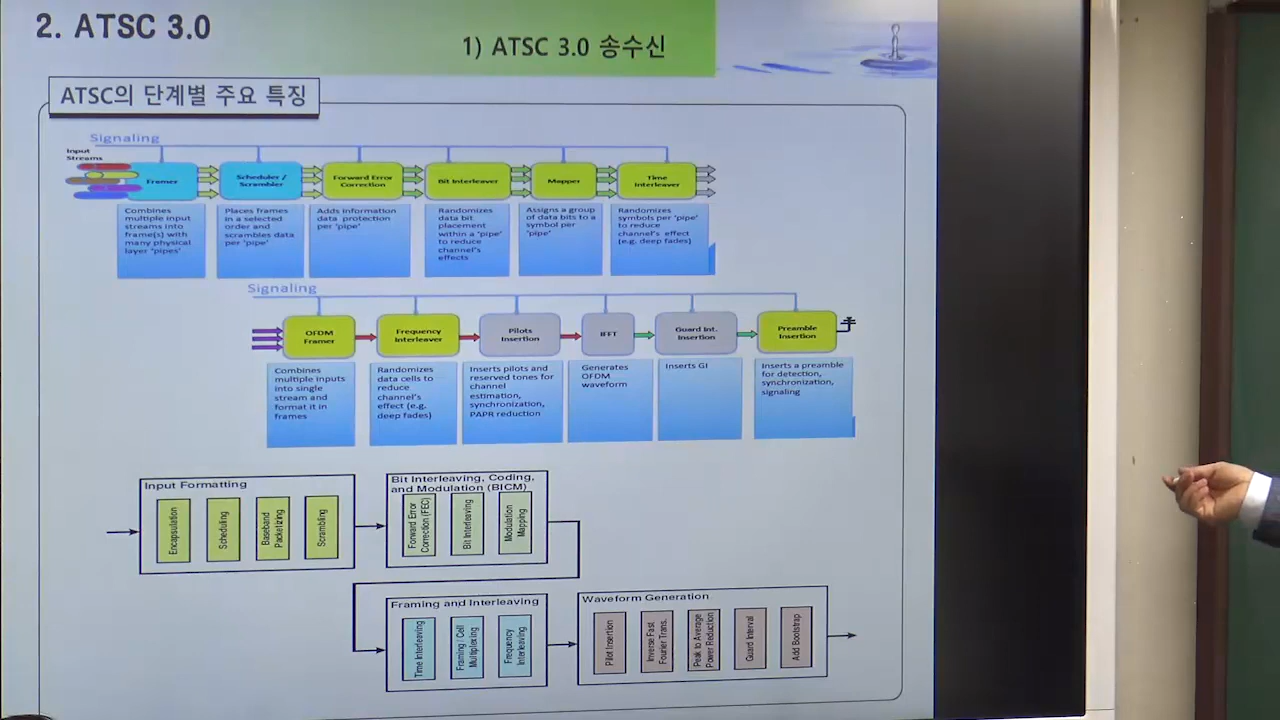 2. ATSC 3.0
1) ATSC 3.0 송수신
ATSC의 단계별 주요 특징
Signaling
Input
Streams
Framer
Scheduler /
Scrambler
Forward Error
Correction
Bit Interleaver
Mapper
Time
Interleaver
Combines
multiple input
streams into
frame(s) with
many physical
layer 'pipes'
Places frames
in a selected
order and
scrambles data
per 'pipe'
Adds information
data protection
per 'pipe'
Randomizes
data bit
placement
within a 'pipe'
to reduce
channel's
effects
Assigns a group
of data bits to a
symbol per
'pipe'
Randomizes
symbols per 'pipe'
to reduce
channel's effect
(e.g. deep fades)
Signaling
OFDM
Framer
Frequency
Interleaver
Pilots
Insertion
IFFT
Guard Int.
Insertion
Preamble
Insertion
Combines
multiple inputs
into single
stream and
format it in
frames
Randomizes
data cells to
reduce
channel's
effect (e.g.
deep fades)
Inserts pilots and
reserved tones for
channel
estimation,
synchronization,
PAPR reduction
Generates
OFDM
waveform
Inserts GI
Inserts a preamble
for detection,
synchronization,
signaling
Input Formatting
Encapsulation
Scheduling
Baseband
Packetizing
Scrambling
Bit Interleaving, Coding,
and Modulation (BICM)
Forward Error
Correction (FEC)
Bit Interleaving
Modulation
Mapping
Framing and Interleaving
Time Interleaving
Framing / Cell
Multiplexing
Frequency
Interleaving
Waveform Generation
Pilot Insertion
Inverse Fast
Fourier Trans.
Peak to Average
Power Reduction
Guard Interval
Add Bootstrap